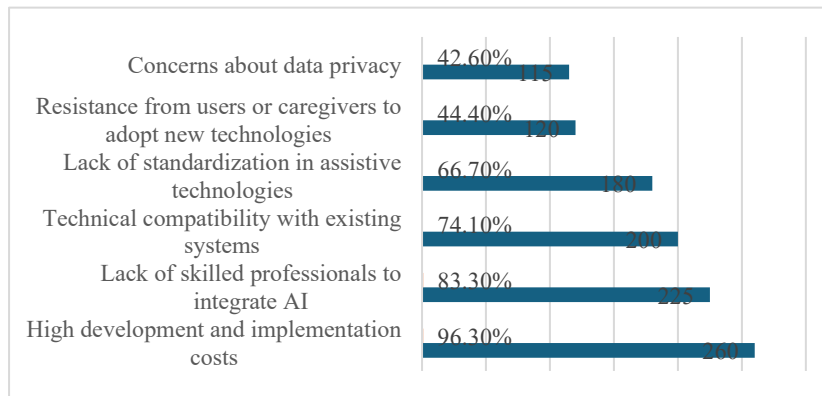 Concerns about data privacy
42.60%
115
Resistance from users or caregivers to
adopt new technologies
44.40%
120
Lack of standardization in assistive
technologies
66.70%
180
Technical compatibility with existing
systems
74.10%
200
Lack of skilled professionals to
integrate AI
83.30%
225
High development and implementation
costs
96.30%
260